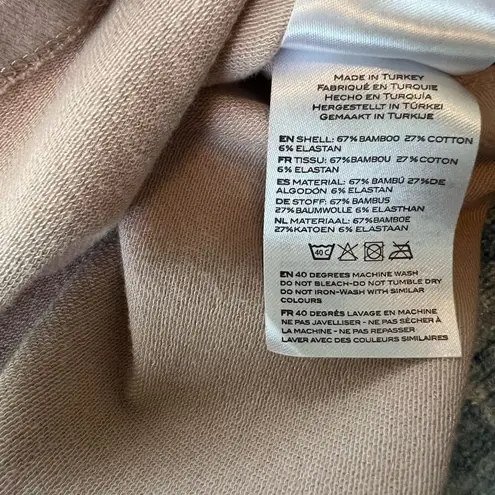 MADE IN TURKEY
FABRIQUÉ EN TURQUIE
HECHO EN TURQUÍA
HERGESTELLT IN TÜRKEI
GEMAAKT IN TURKIJE
EN SHELL: 67%BAMBOO 27%COTTON
6% ELASTAN
FR TISSU: 67%BAMBOU 27%COTON
6% ELASTAN
ES MATERIAL: 67%BAMBÚ 27%DE
ALGODÓN 6% ELASTAN
DE STOFF: 67%BAMBUS
27%BAUMWOLLE 6% ELASTHAN
NL MATERIAAL: 67%BAMBOE
27%KATOEN 6% ELASTAAN
40 C
EN 40 DEGREES MACHINE WASH
DO NOT BLEACH-DO NOT TUMBLE DRY
DO NOT IRON-WASH WITH SIMILAR
COLOURS
FR 40 DEGRÉS LAVAGE EN MACHINE
NE PAS JAVELLISER - NE PAS SÉCHER À
LA MACHINE - NE PAS REPASSER
LAVER AVEC DES COULEURS SIMILAIRES